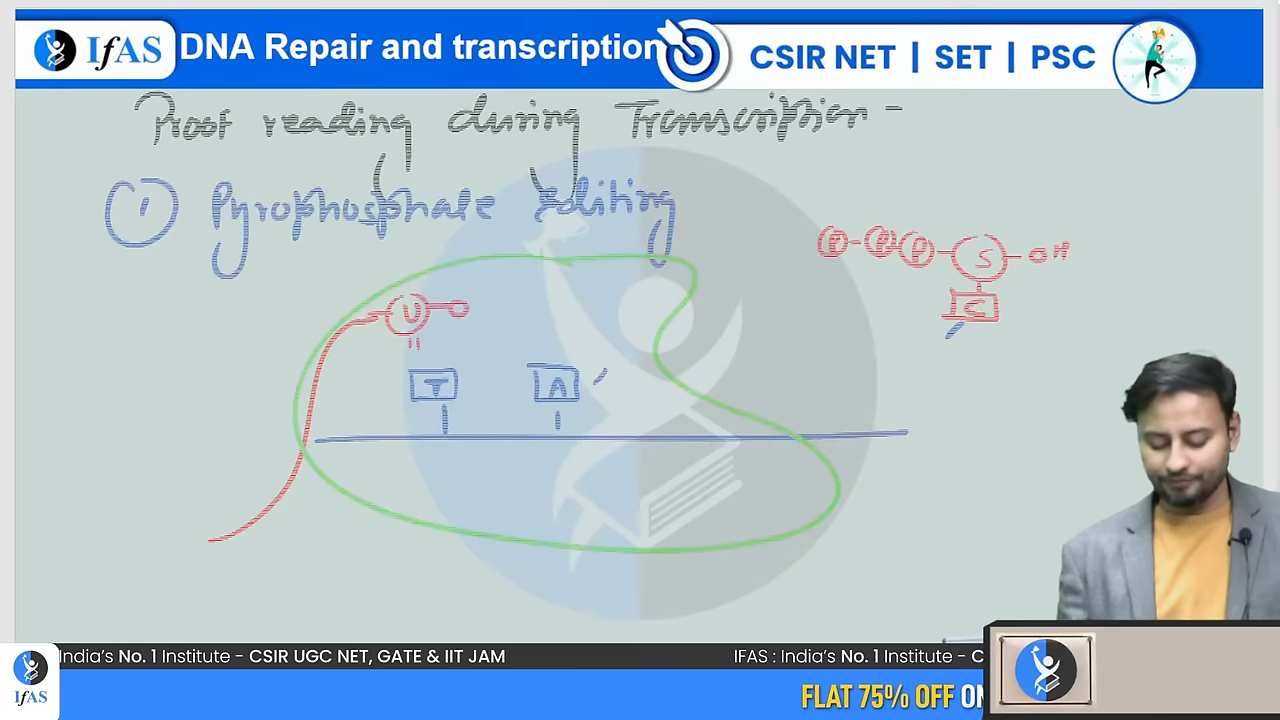 IfAS DNA Repair and transcription CSIR NET | SET | PSC
Proof reading during Transcription -
① Pyrophosphate Editing
P - P P - S - OH
C
U
T A
India's No. 1 Institute - CSIR UGC NET, GATE & IIT JAM IFAS : India's No. 1 Institute - C
IfAS FLAT 75% OFF ON